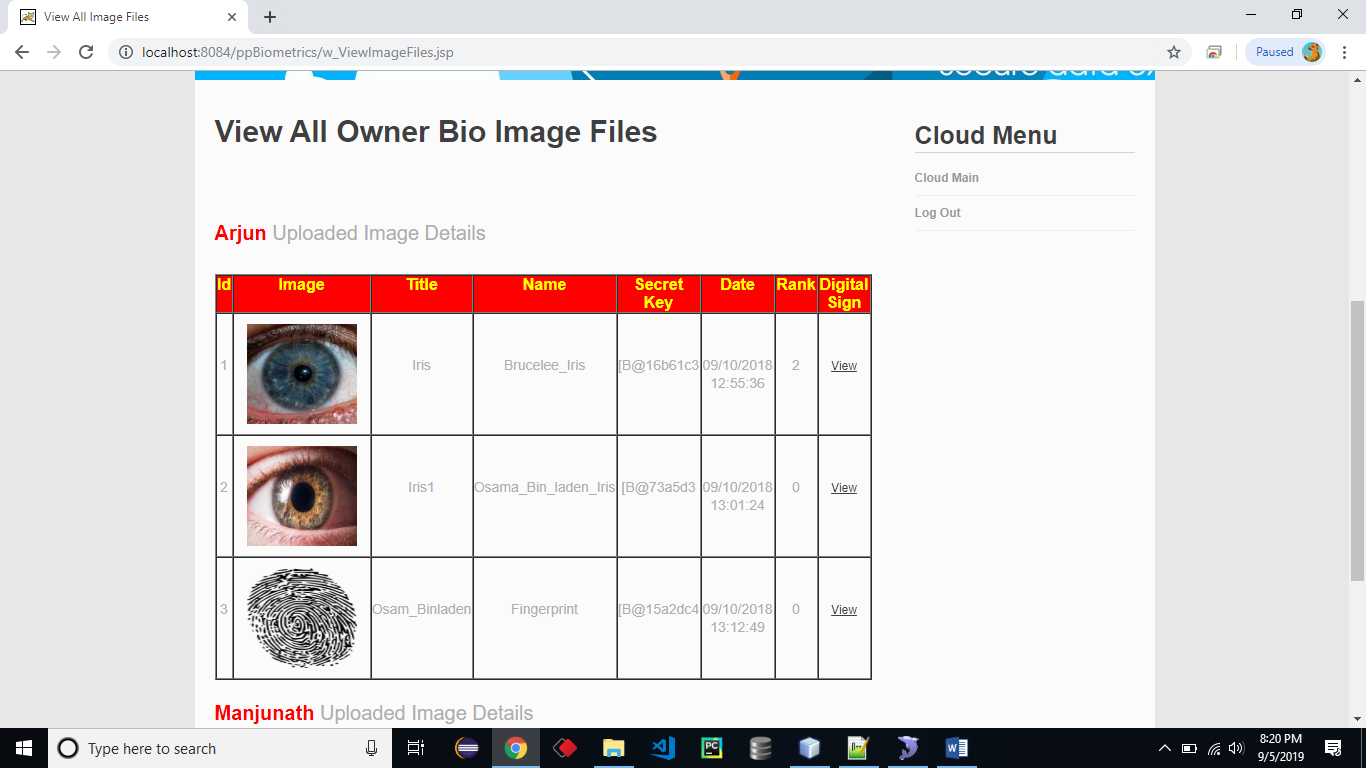 View All Image Files
localhost:8084/ppBiometrics/w_ViewImageFiles.jsp
Paused
View All Owner Bio Image Files
Cloud Menu
Cloud Main
Log Out
Arjun Uploaded Image Details
Id Image Title Name Secret Key Date Rank Digital Sign
1 Iris Brucelee_Iris [B@16b61c3 09/10/2018 12:55:36 2 View
2 Iris1 Osama_Bin_laden_Iris [B@73a5d3 09/10/2018 13:01:24 0 View
3 Osam_Binladen Fingerprint [B@15a2dc4 09/10/2018 13:12:49 0 View
Manjunath Uploaded Image Details
Type here to search
PC
W
8:20 PM
9/5/2019